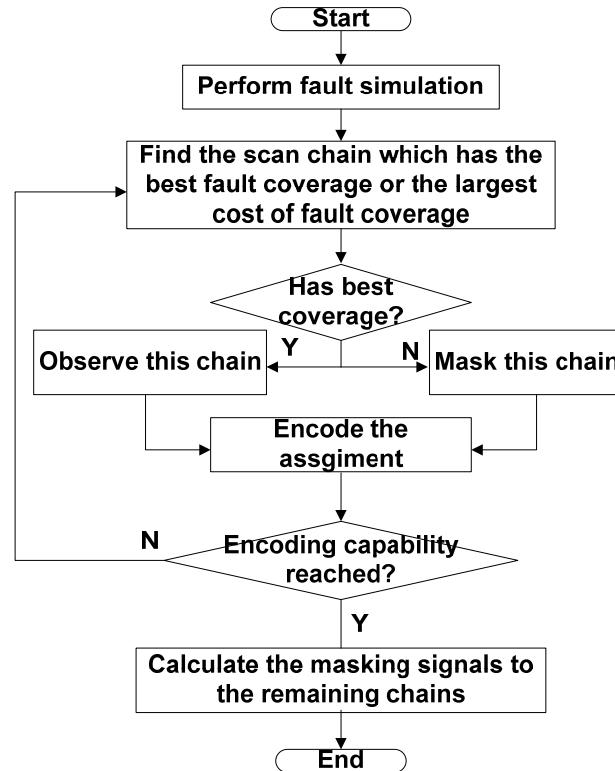 Start
Perform fault simulation
Find the scan chain which has the
best fault coverage or the largest
cost of fault coverage
Has best
coverage?
Y
N
Observe this chain
Mask this chain
Encode the
assgiment
N
Encoding capability
reached?
Y
Calculate the masking signals to
the remaining chains
End